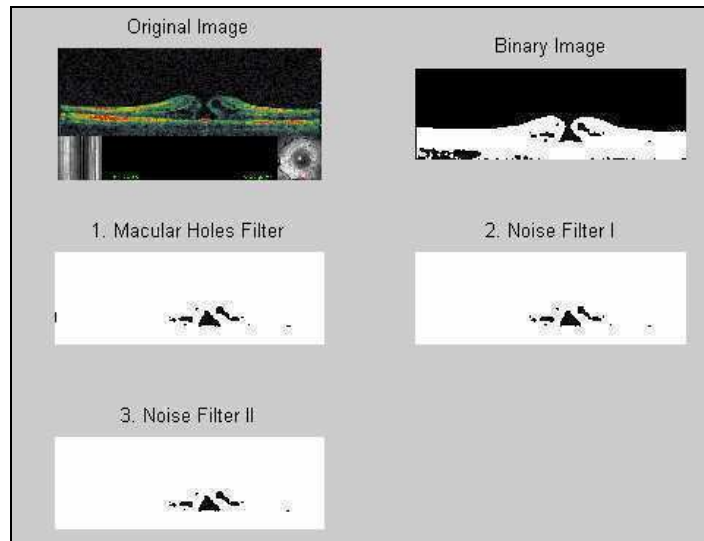 Original Image
Binary Image
1. Macular Holes Filter
2. Noise Filter I
3. Noise Filter II